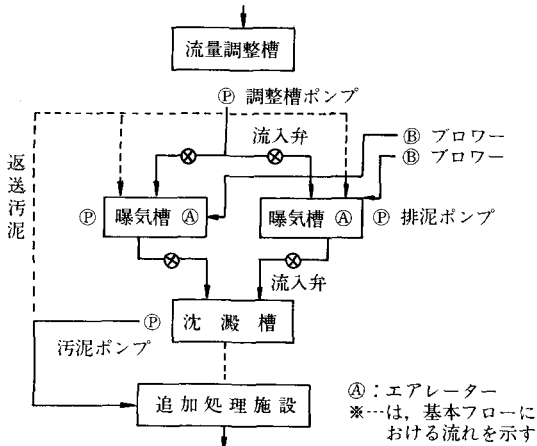 流量調整槽
Ⓟ 調整槽ポンプ
流入弁
Ⓑ ブロワー
Ⓑ ブロワー
返送汚泥
Ⓟ 曝気槽 Ⓐ
曝気槽 Ⓐ Ⓟ 排泥ポンプ
流入弁
Ⓟ 沈澱槽
汚泥ポンプ
追加処理施設
Ⓐ：エアレーター
※…は，基本フローに
おける流れを示す